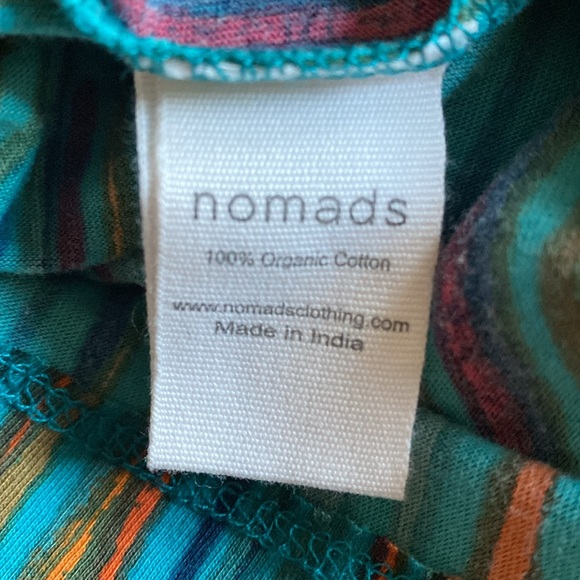 nomads
100% Organic Cotton
www.nomadsclothing.com
Made in India